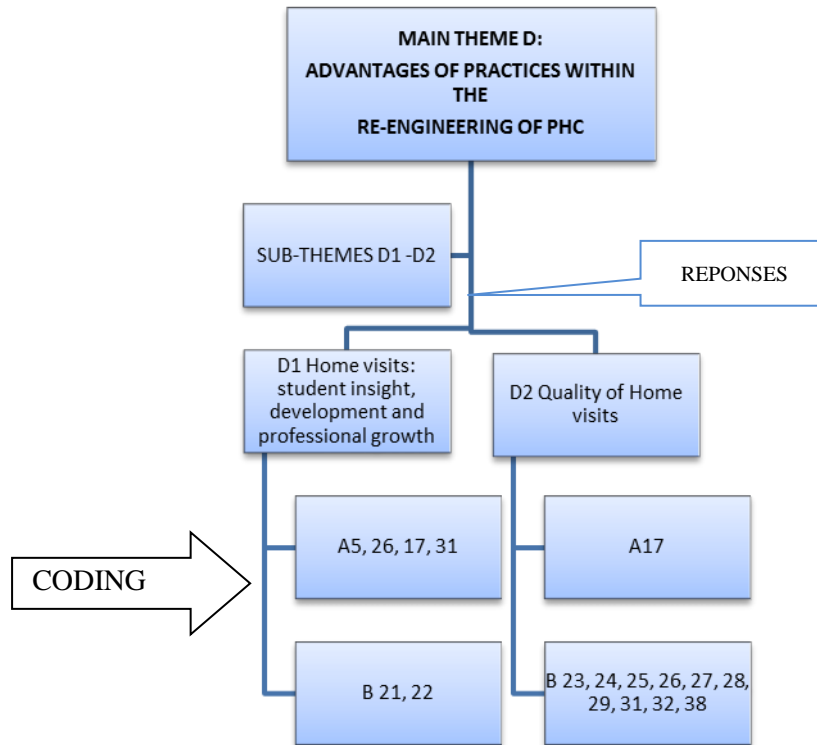 MAIN THEME D:
ADVANTAGES OF PRACTICES WITHIN
THE
RE-ENGINEERING OF PHC
SUB-THEMES D1 -D2
REPONSES
D1 Home visits:
student insight,
development and
professional growth
D2 Quality of Home
visits
A5, 26, 17, 31
A17
CODING
B 21, 22
B 23, 24, 25, 26, 27, 28,
29, 31, 32, 38